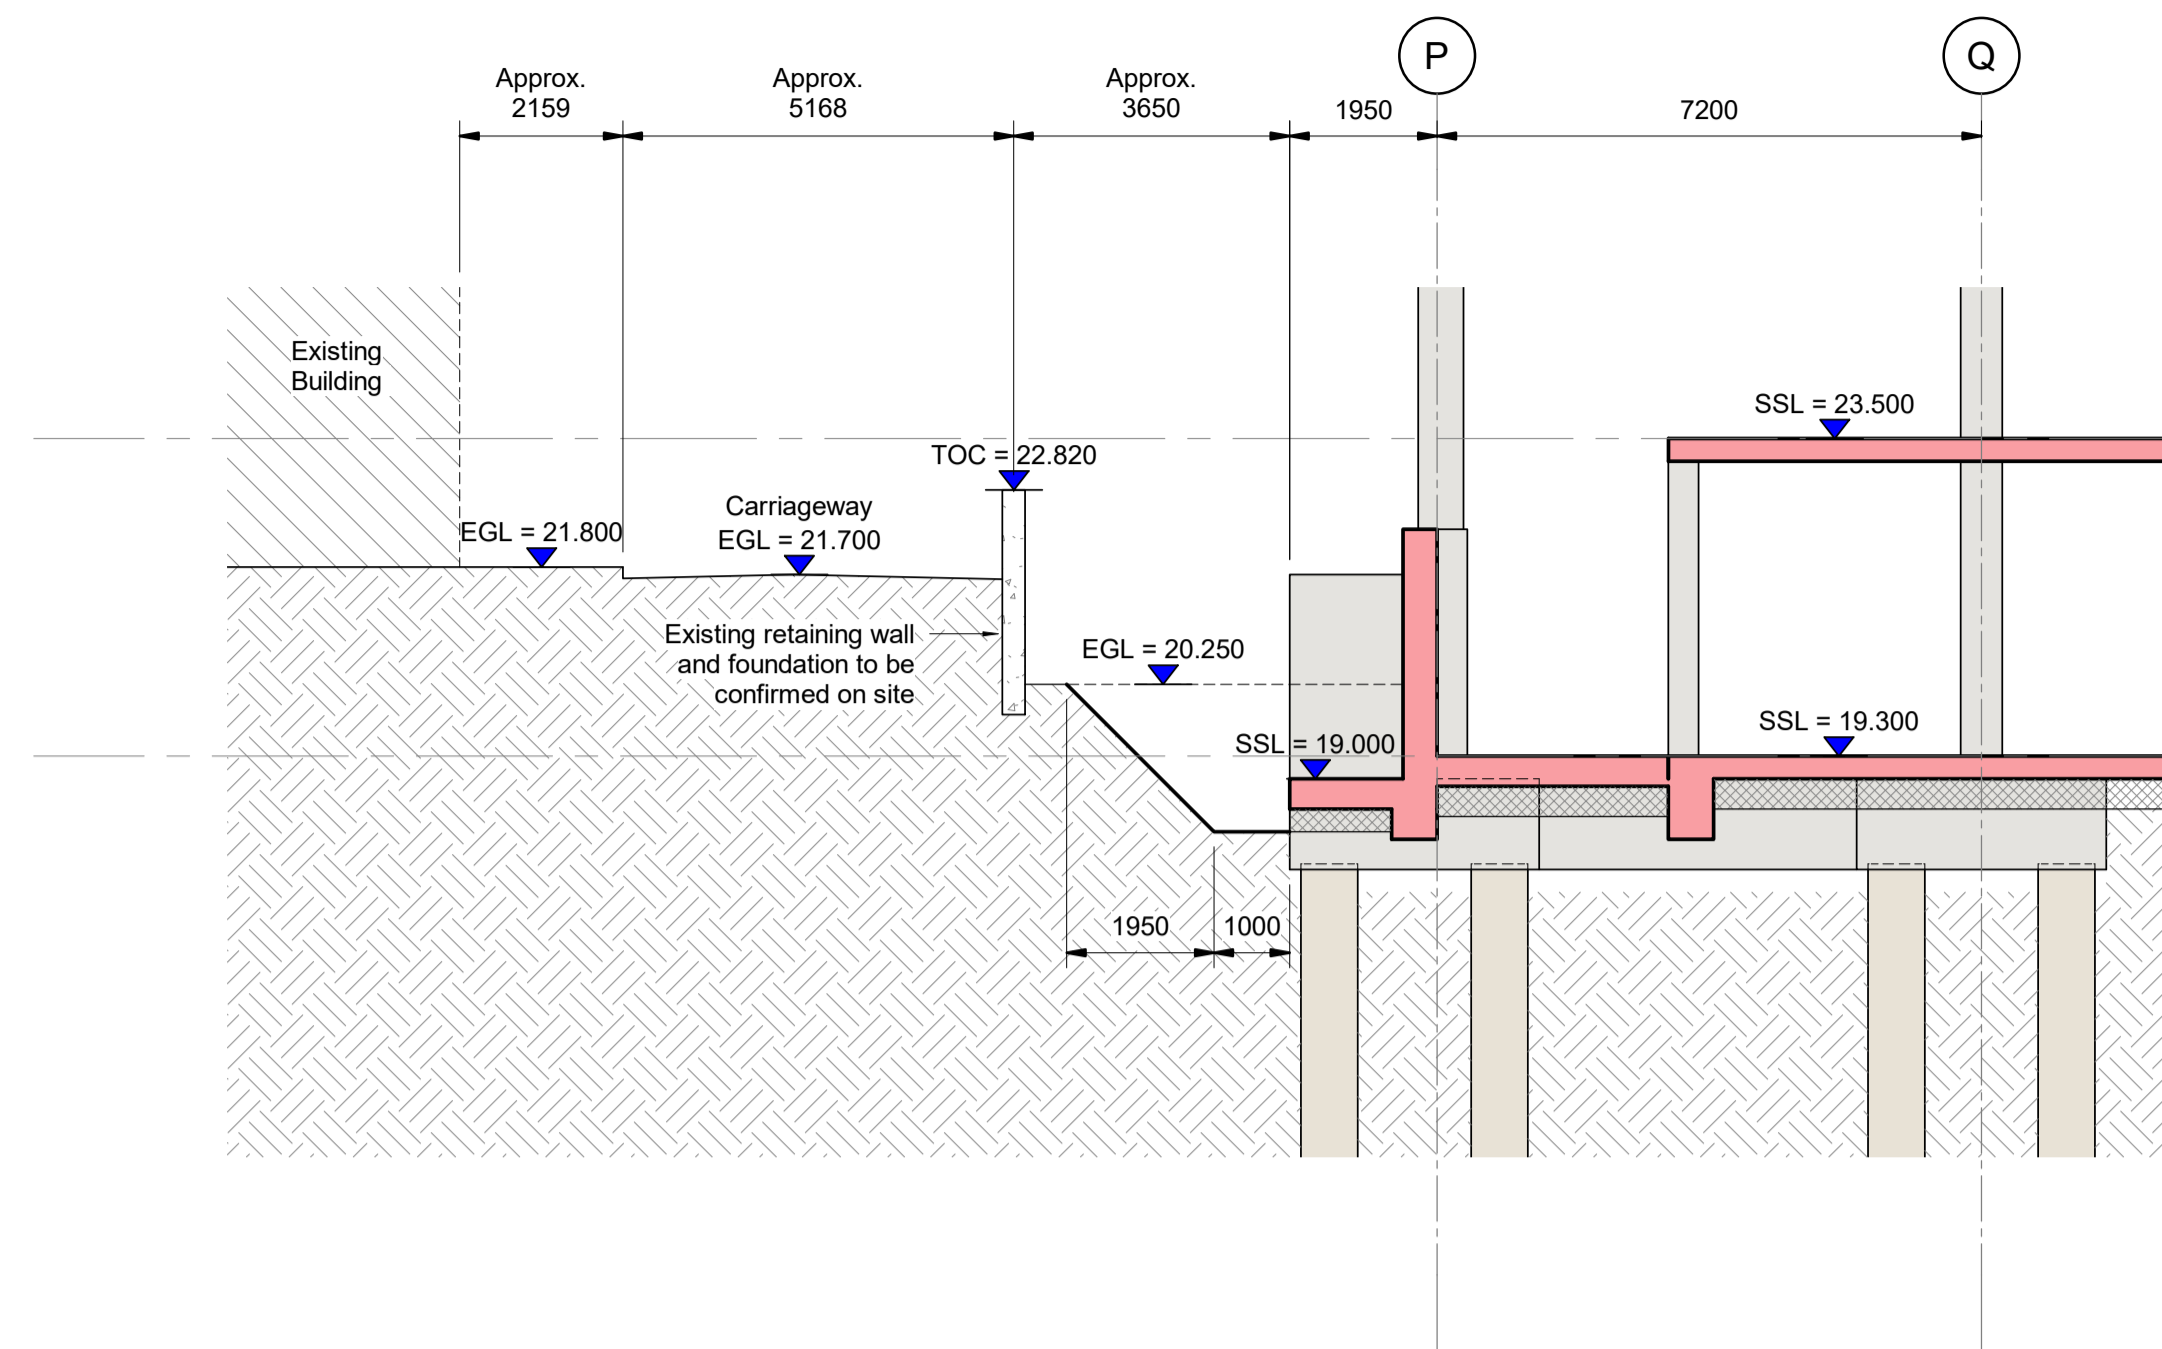 P
Q
Approx.
2159
Approx.
5168
Approx.
3650
1950
7200
Existing
Building
SSL = 23.500
TOC = 22.820
Carriageway
EGL = 21.800
EGL = 21.700
Existing retaining wall
and foundation to be
confirmed on site
EGL = 20.250
SSL = 19.000
SSL = 19.300
1950
1000